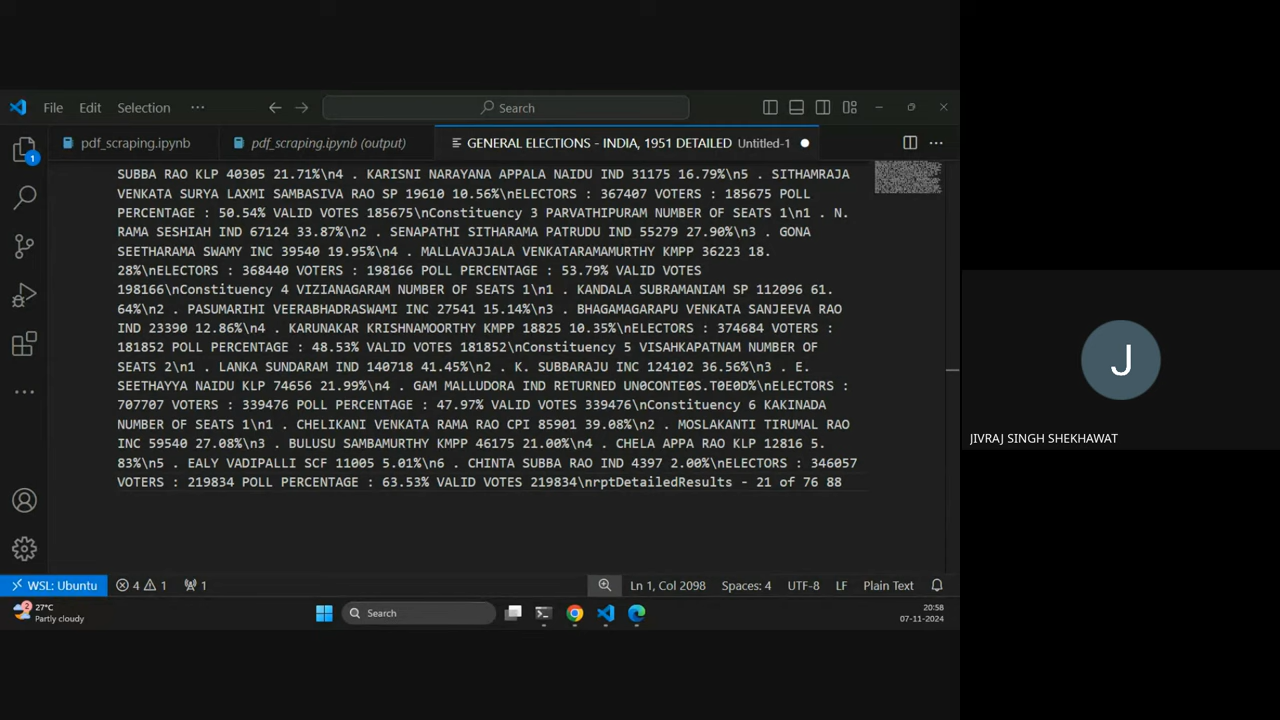 File Edit Selection ··· Search
pdf_scraping.ipynb pdf_scraping.ipynb (output) GENERAL ELECTIONS - INDIA, 1951 DETAILED Untitled-1
1
SUBBA RAO KLP 40305 21.71%\n4 . KARISNI NARAYANA APPALA NAIDU IND 31175 16.79%\n5 . SITHAMRAJA
VENKATA SURYA LAXMI SAMBASIVA RAO SP 19610 10.56%\nELECTORS : 367407 VOTERS : 185675 POLL
PERCENTAGE : 50.54% VALID VOTES 185675\nConstituency 3 PARVATHIPURAM NUMBER OF SEATS 1\n1 . N.
RAMA SESHIAH IND 67124 33.87%\n2 . SENAPATHI SITHARAMA PATRUDU IND 55279 27.90%\n3 . GONA
SEETHARAMA SWAMY INC 39540 19.95%\n4 . MALLAVAJJALA VENKATARAMAMURTHY KMPP 36223 18.
28%\nELECTORS : 368440 VOTERS : 198166 POLL PERCENTAGE : 53.79% VALID VOTES
198166\nConstituency 4 VIZIANAGARAM NUMBER OF SEATS 1\n1 . KANDALA SUBRAMANIAM SP 112096 61.
64%\n2 . PASUMARIHI VEERABHADRASWAMI INC 27541 15.14%\n3 . BHAGAMAGARAPU VENKATA SANJEEVA RAO
IND 23390 12.86%\n4 . KARUNAKAR KRISHNAMOORTHY KMPP 18825 10.35%\nELECTORS : 374684 VOTERS :
181852 POLL PERCENTAGE : 48.53% VALID VOTES 181852\nConstituency 5 VISAHKAPATNAM NUMBER OF
SEATS 2\n1 . LANKA SUNDARAM IND 140718 41.45%\n2 . K. SUBBARAJU INC 124102 36.56%\n3 . E.
SEETHAYYA NAIDU KLP 74656 21.99%\n4 . GAM MALLUDORA IND RETURNED UN0CONTE0S.T0E0D%\nELECTORS :
707707 VOTERS : 339476 POLL PERCENTAGE : 47.97% VALID VOTES 339476\nConstituency 6 KAKINADA
NUMBER OF SEATS 1\n1 . CHELIKANI VENKATA RAMA RAO CPI 85901 39.08%\n2 . MOSLAKANTI TIRUMAL RAO
INC 59540 27.08%\n3 . BULUSU SAMBAMURTHY KMPP 46175 21.00%\n4 . CHELA APPA RAO KLP 12816 5.
83%\n5 . EALY VADIPALLI SCF 11005 5.01%\n6 . CHINTA SUBBA RAO IND 4397 2.00%\nELECTORS : 346057
VOTERS : 219834 POLL PERCENTAGE : 63.53% VALID VOTES 219834\nrptDetailedResults - 21 of 76 88
WSL: Ubuntu 4 1 1 Ln 1, Col 2098 Spaces: 4 UTF-8 LF Plain Text
2
27°C
Partly cloudy
Search
20:58
07-11-2024
J
JIVRAJ SINGH SHEKHAWAT